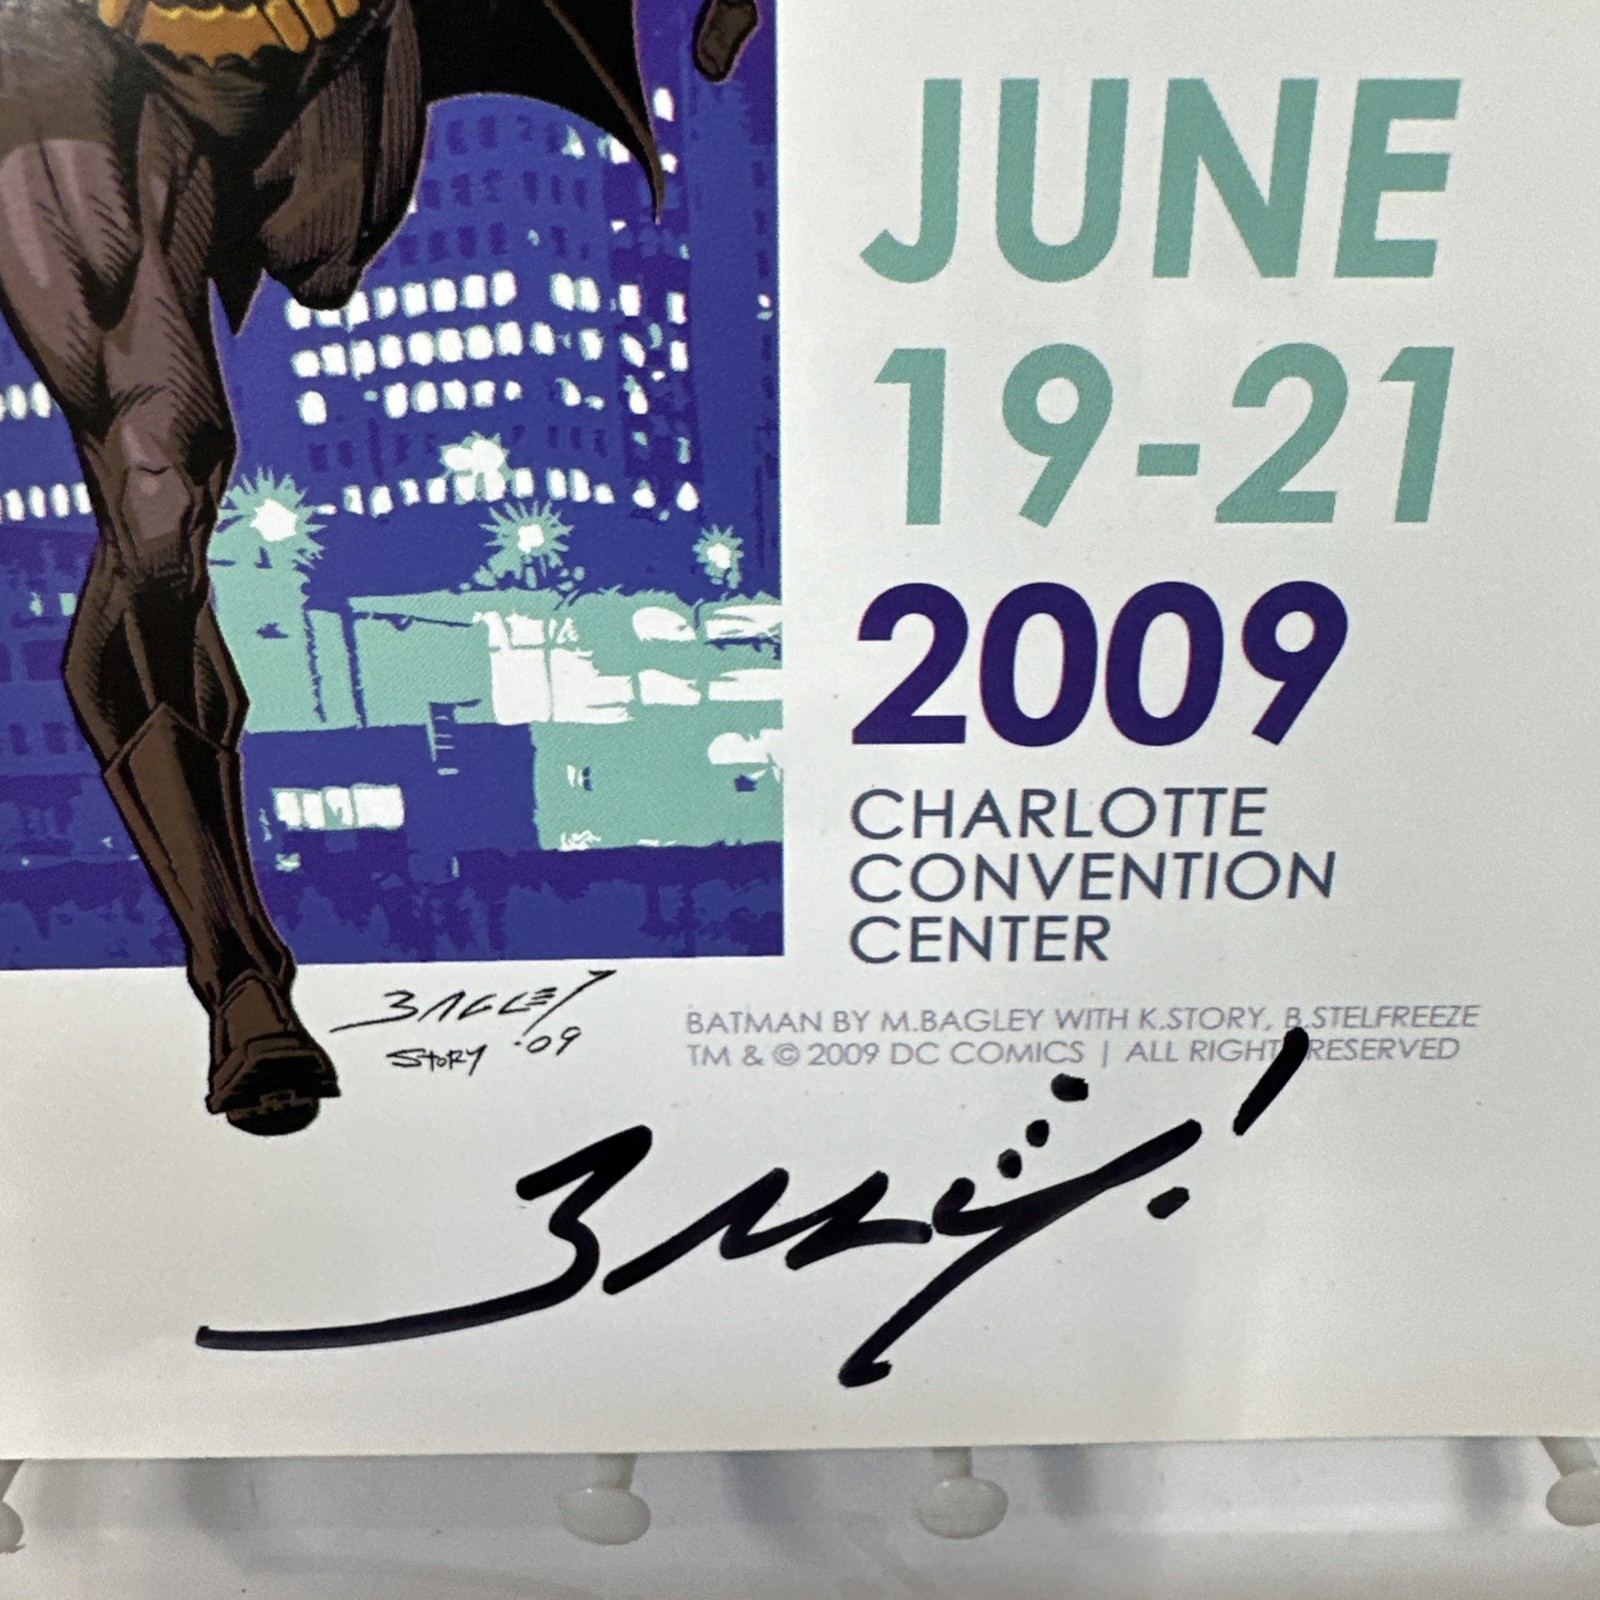 JUNE
19-21
2009
CHARLOTTE
CONVENTION
CENTER
BAGLEY
STORY '09
BATMAN BY M.BAGLEY WITH K.STORY, B.STELFREEZE
TM & © 2009 DC COMICS | ALL RIGHTS RESERVED